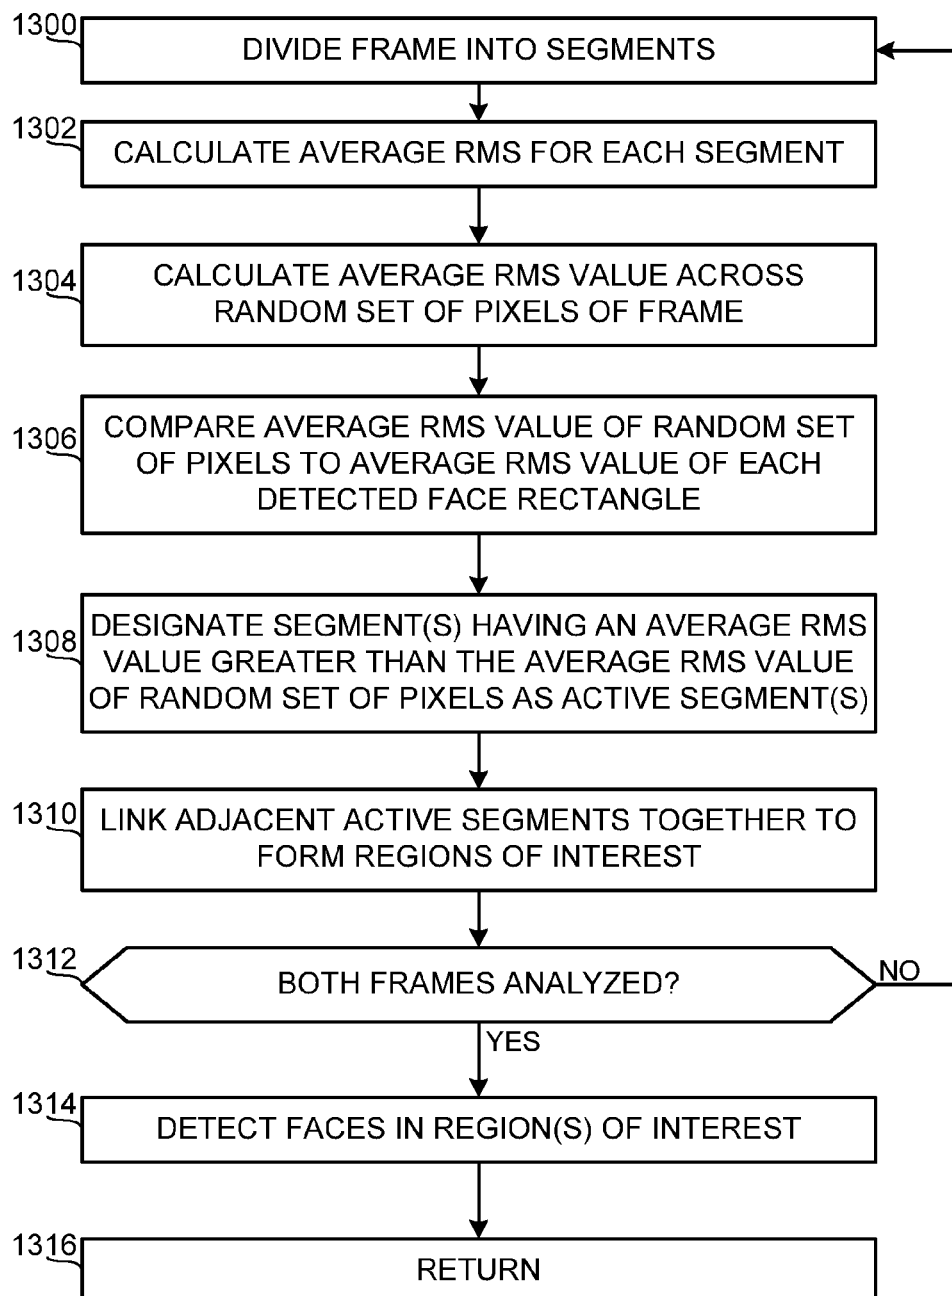 1300
DIVIDE FRAME INTO SEGMENTS
1302
CALCULATE AVERAGE RMS FOR EACH SEGMENT
1304
CALCULATE AVERAGE RMS VALUE ACROSS
RANDOM SET OF PIXELS OF FRAME
1306
COMPARE AVERAGE RMS VALUE OF RANDOM SET
OF PIXELS TO AVERAGE RMS VALUE OF EACH
DETECTED FACE RECTANGLE
1308
DESIGNATE SEGMENT(S) HAVING AN AVERAGE RMS
VALUE GREATER THAN THE AVERAGE RMS VALUE
OF RANDOM SET OF PIXELS AS ACTIVE SEGMENT(S)
1310
LINK ADJACENT ACTIVE SEGMENTS TOGETHER TO
FORM REGIONS OF INTEREST
1312
BOTH FRAMES ANALYZED?
NO
YES
1314
DETECT FACES IN REGION(S) OF INTEREST
1316
RETURN